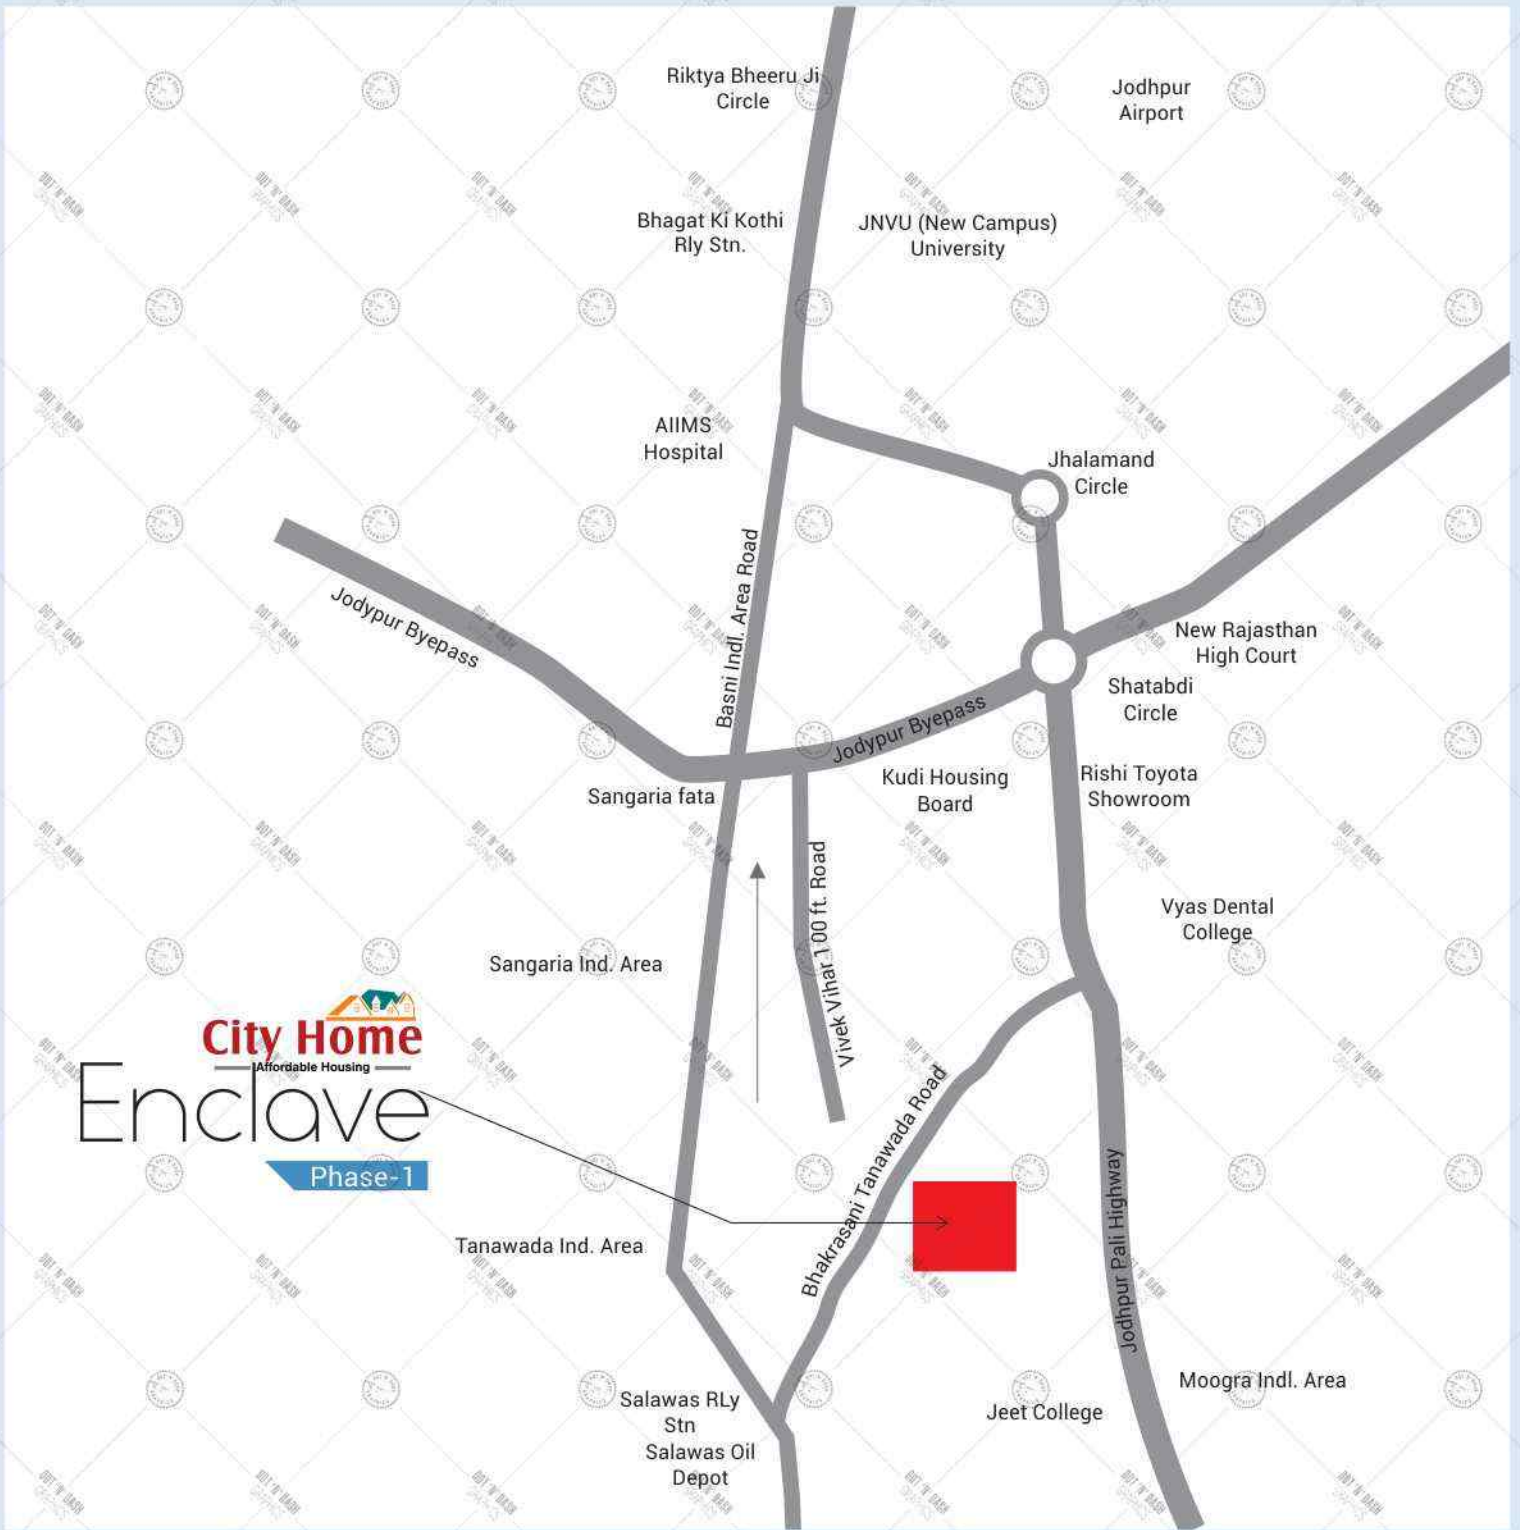 Riktya Bheeru Ji
Circle
Jodhpur
Airport
Bhagat Ki Kothi
Rly Stn.
JNVU (New Campus)
University
AIIMS
Hospital
Jhalamand
Circle
Basni Indl. Area Road
Jodypur Byepass
New Rajasthan
High Court
Shatabdi
Circle
Jodypur Byepass
Sangaria fata
Kudi Housing
Board
Rishi Toyota
Showroom
Vivek Vihar 100 ft. Road
Vyas Dental
College
Sangaria Ind. Area
City Home
Affordable Housing
Enclave
Phase-1
Bhakrasani Tanawada Road
Jodhpur Pali Highway
Tanawada Ind. Area
Moogra Indl. Area
Jeet College
Salawas RLy
Stn
Salawas Oil
Depot
DOT 'N' DASH
GRAPHICS